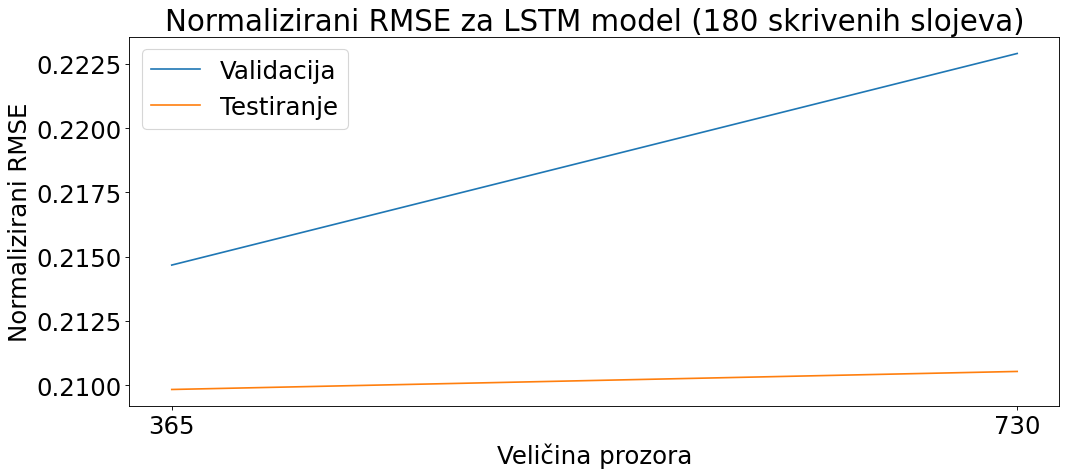 Normalizirani RMSE za LSTM model (180 skrivenih slojeva)
Validacija
Testiranje
Normalizirani RMSE
0.2225
0.2200
0.2175
0.2150
0.2125
0.2100
365
730
Veličina prozora